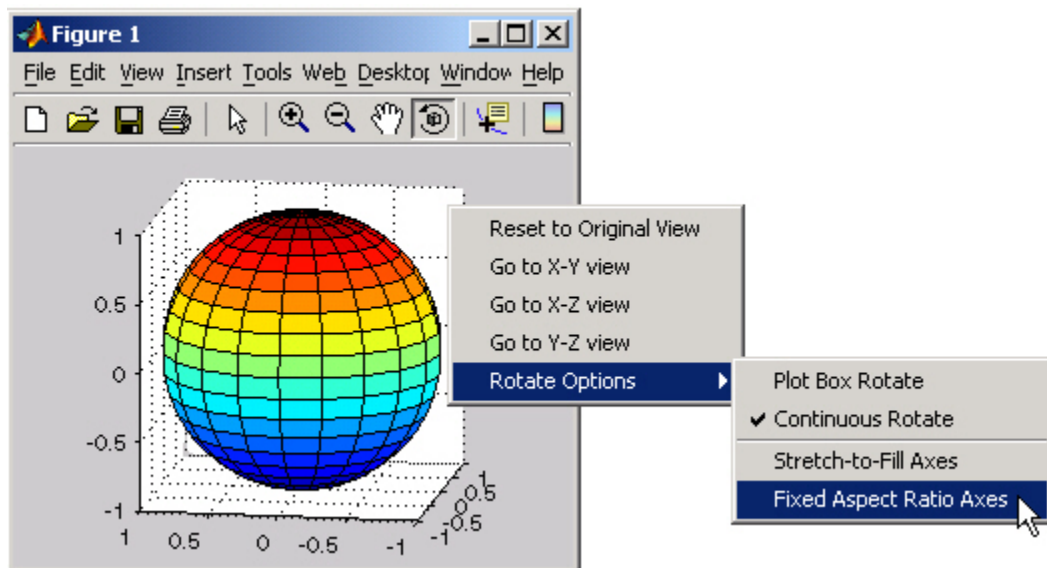 Figure 1
File Edit View Insert Tools Web Desktop Window Help
Reset to Original View
Go to X-Y view
Go to X-Z view
Go to Y-Z view
Rotate Options
Plot Box Rotate
Continuous Rotate
Stretch-to-Fill Axes
Fixed Aspect Ratio Axes
1
0.5
0
-0.5
-1
1 0.5 0 -0.5 -1
1
0.5
0
-0.5
-1